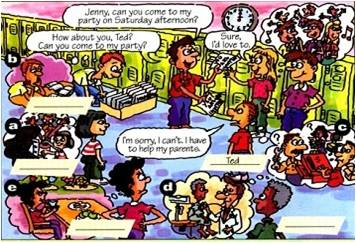 Jenny, can you come to my
party on Saturday afternoon?
How about you, Ted?
Can you come to my party?
Sure,
I'd love to.
b
a
c
I'm sorry, I can't. I have
to help my parents.
Ted
e
d